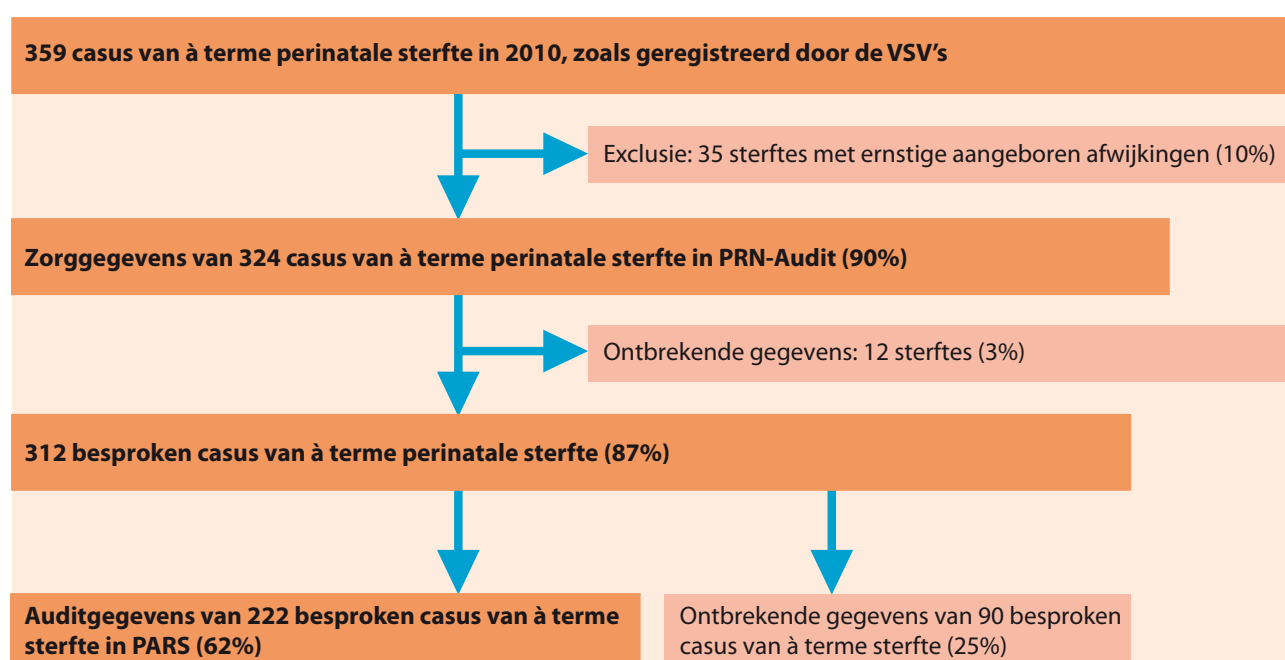 359 casus van à terme perinatale sterfte in 2010, zoals geregistreerd door de VSV's
Exclusie: 35 sterftes met ernstige aangeboren afwijkingen (10%)
Zorggegevens van 324 casus van à terme perinatale sterfte in PRN-Audit (90%)
Ontbrekende gegevens: 12 sterftes (3%)
312 besproken casus van à terme perinatale sterfte (87%)
Auditgegevens van 222 besproken casus van à terme
sterfte in PARS (62%)
Ontbrekende gegevens van 90 besproken
casus van à terme sterfte (25%)